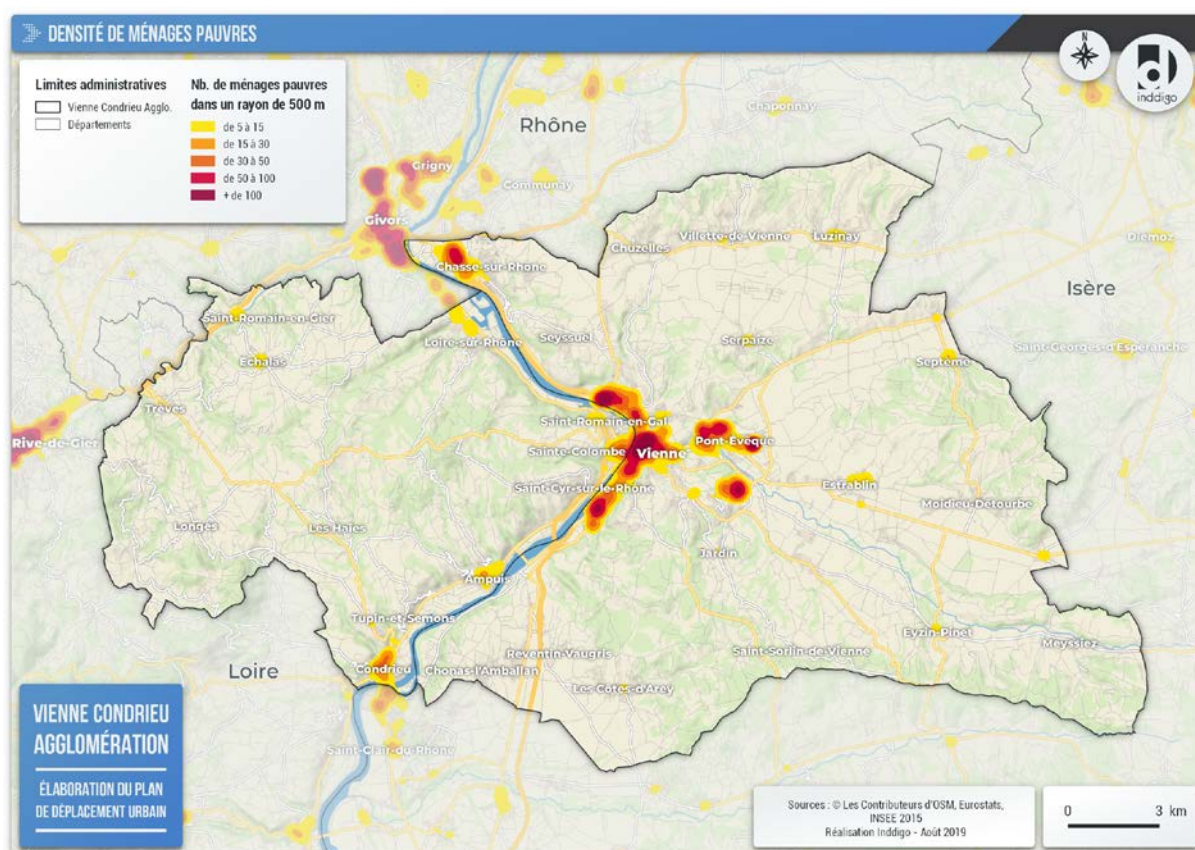 DENSITÉ DE MÉNAGES PAUVRES
N
inddigo
Limites administratives
Vienne Condrieu Agglo.
Départements
Nb. de ménages pauvres
dans un rayon de 500 m
de 5 à 15
de 15 à 30
de 30 à 50
de 50 à 100
+ de 100
Rhône
Chaponnay
Grigny
Communay
Givors
Chuzelles
Villette-de-Vienne
Luzinay
Diémoz
Chasse-sur-Rhône
Isère
Saint-Romain-en-Gier
Loire-sur-Rhône
Seyssuel
Serpaize
Saint-Georges-d'Espéranche
Echalas
Septème
Trèves
Saint-Romain-en-Gal
Rive-de-Gier
Pont-Évêque
Sainte-Colombe
Vienne
Saint-Cyr-sur-le-Rhône
Estrablin
Moidieu-Détourbe
Longes
Les Haies
Jardin
Ampuis
Tupin-et-Semons
Eyzin-Pinet
Meyssiez
Saint-Sorlin-de-Vienne
Reventin-Vaugris
Loire
Condrieu
Chonas-l'Amballan
Les Côtes-d'Arey
Saint-Clair-du-Rhône
VIENNE CONDRIEU
AGGLOMÉRATION
ÉLABORATION DU PLAN
DE DÉPLACEMENT URBAIN
Sources : © Les Contributeurs d'OSM, Eurostats,
INSEE 2015
Réalisation Inddigo - Août 2019
0 3 km